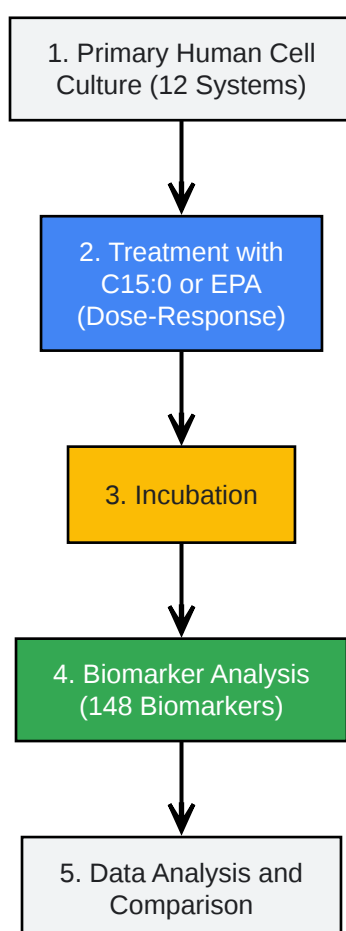 1. Primary Human Cell
Culture (12 Systems)
2. Treatment with
C15:0 or EPA
(Dose-Response)
3. Incubation
4. Biomarker Analysis
(148 Biomarkers)
5. Data Analysis and
Comparison